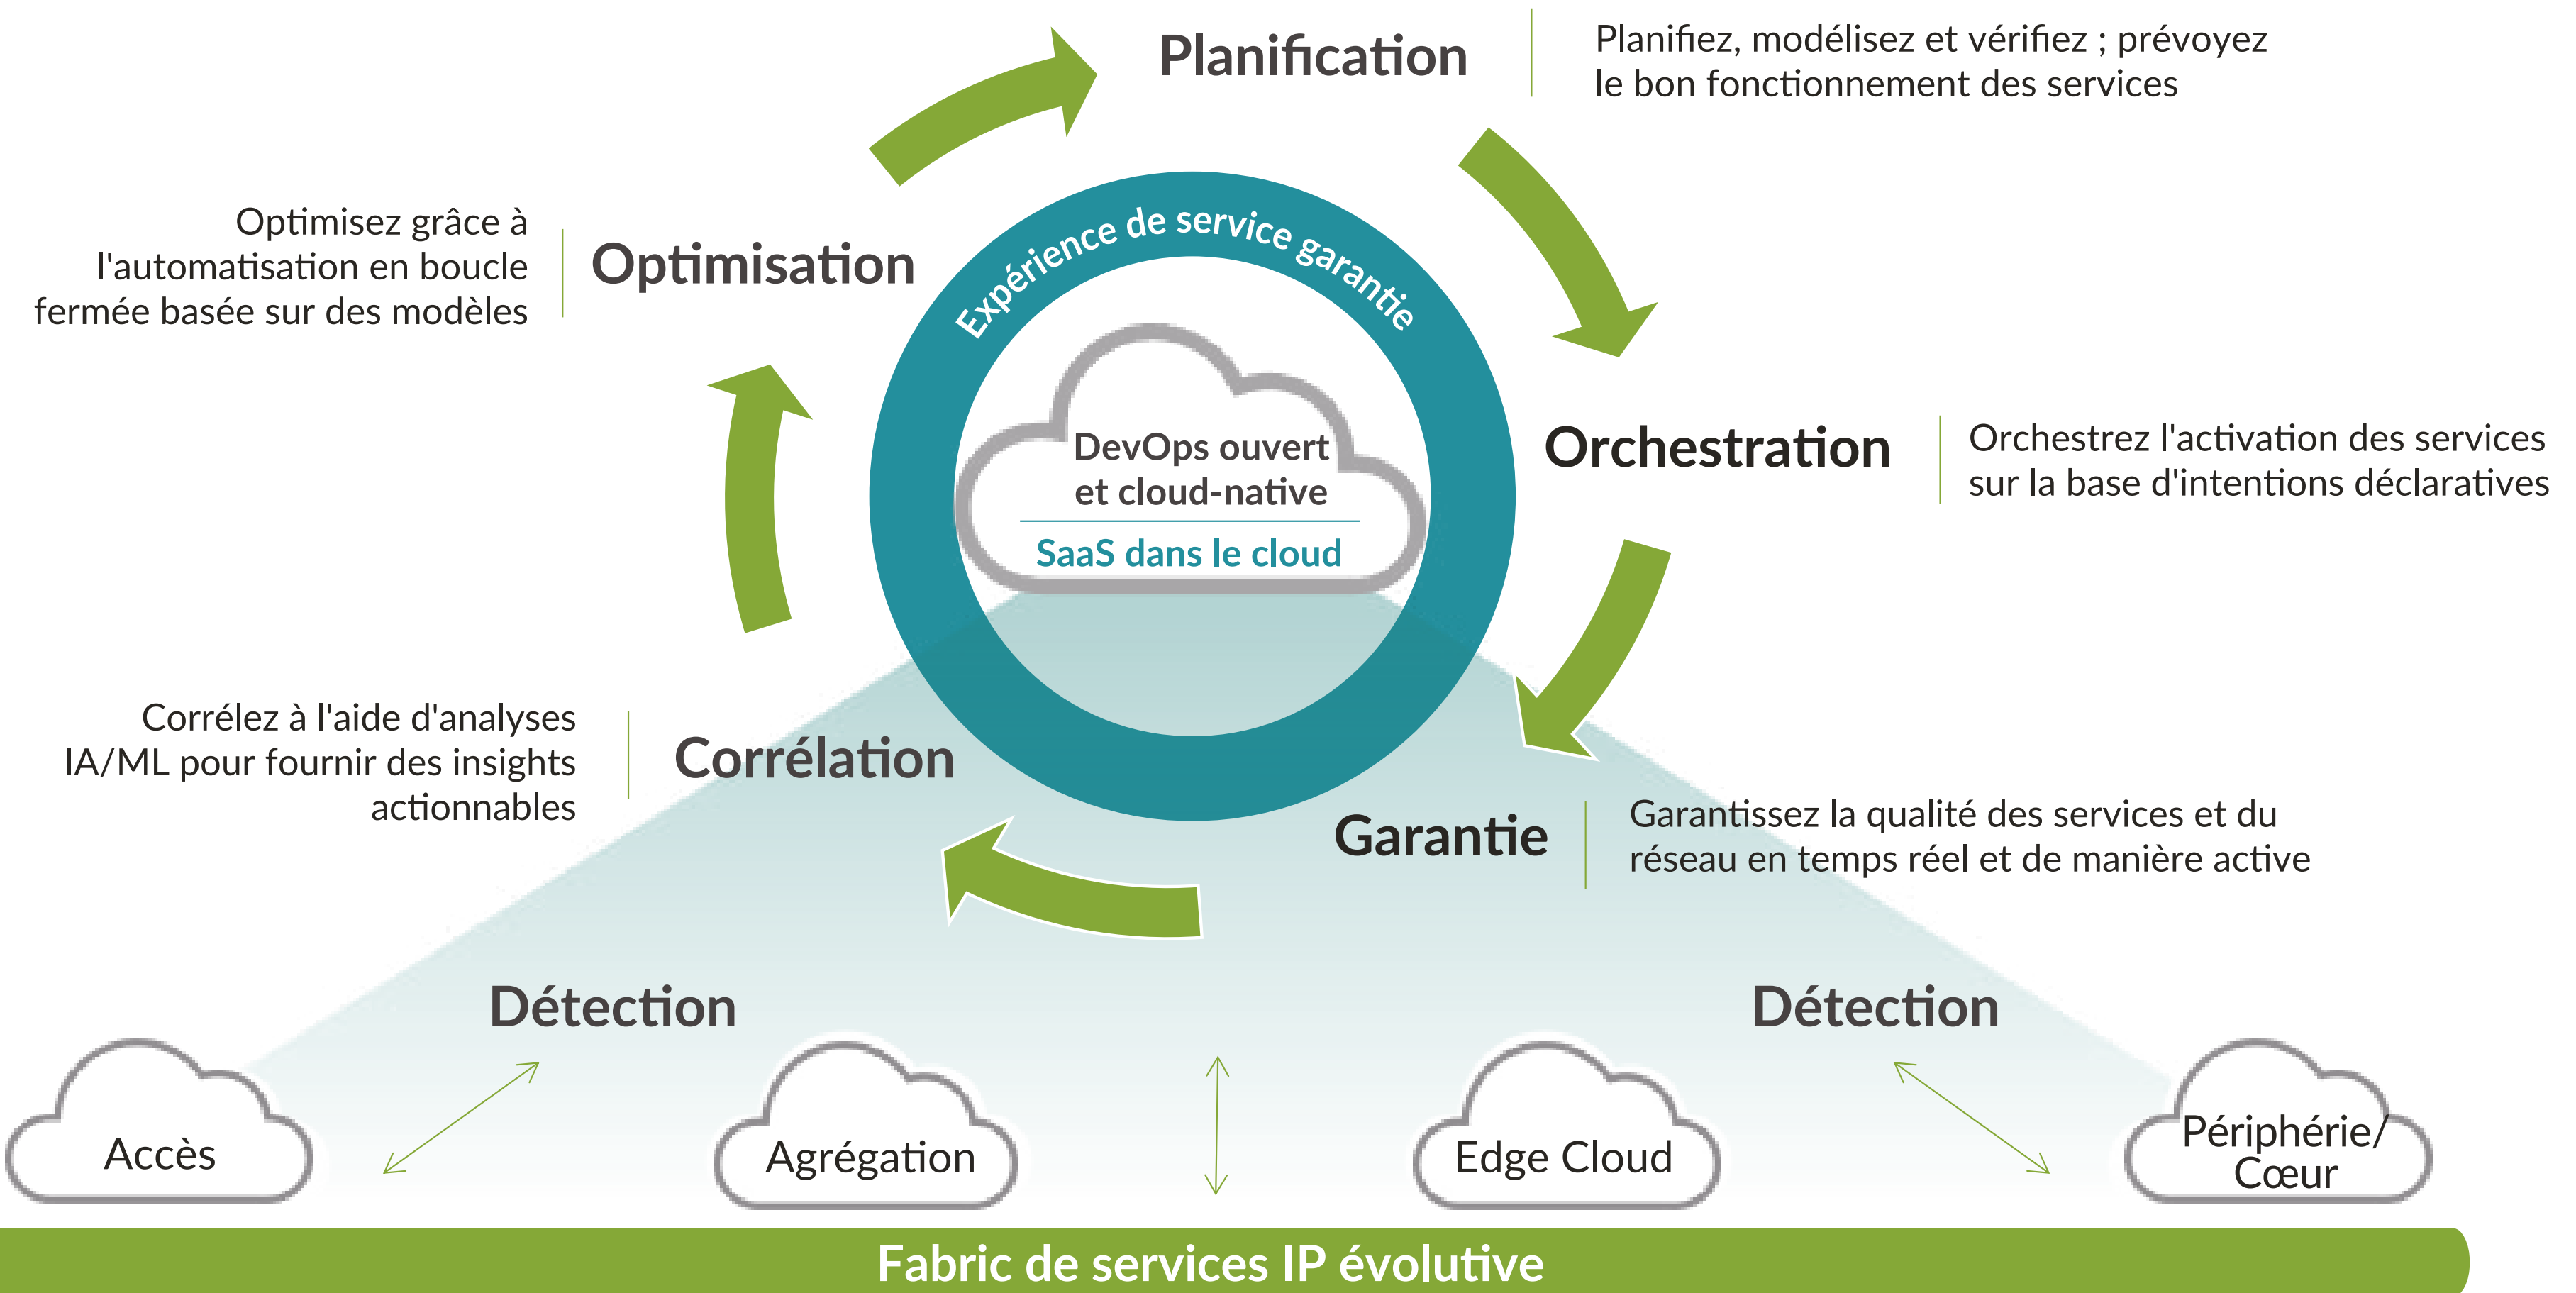 Planification
Planifiez, modélisez et vérifiez ; prévoyez
le bon fonctionnement des services
Optimisez grâce à
l'automatisation en boucle
fermée basée sur des modèles
Optimisation
Expérience de service garantie
DevOps ouvert
et cloud-native
SaaS dans le cloud
Orchestration
Orchestrez l'activation des services
sur la base d'intentions déclaratives
Corrélez à l'aide d'analyses
IA/ML pour fournir des insights
actionnables
Corrélation
Garantie
Garantissez la qualité des services et du
réseau en temps réel et de manière active
Détection
Détection
Accès
Agrégation
Edge Cloud
Périphérie/
Cœur
Fabric de services IP évolutive